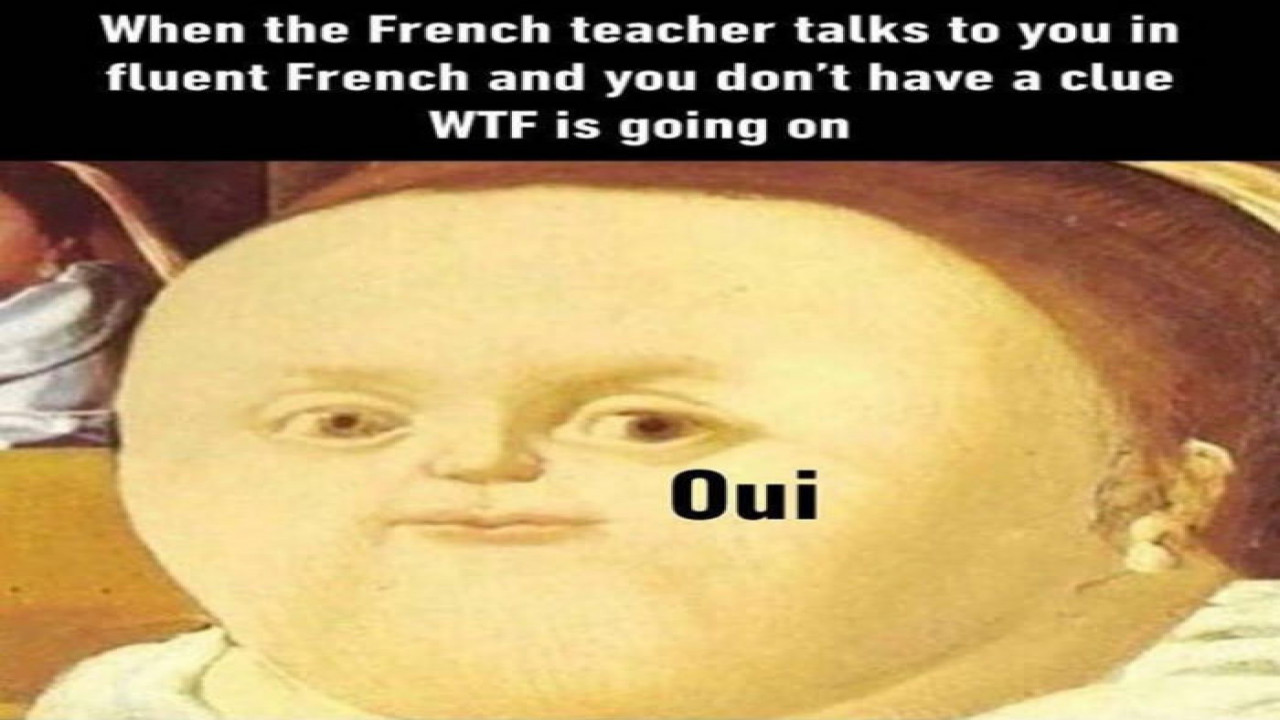 When the French teacher talks to you in
fluent French and you don't have a clue
WTF is going on
Oui